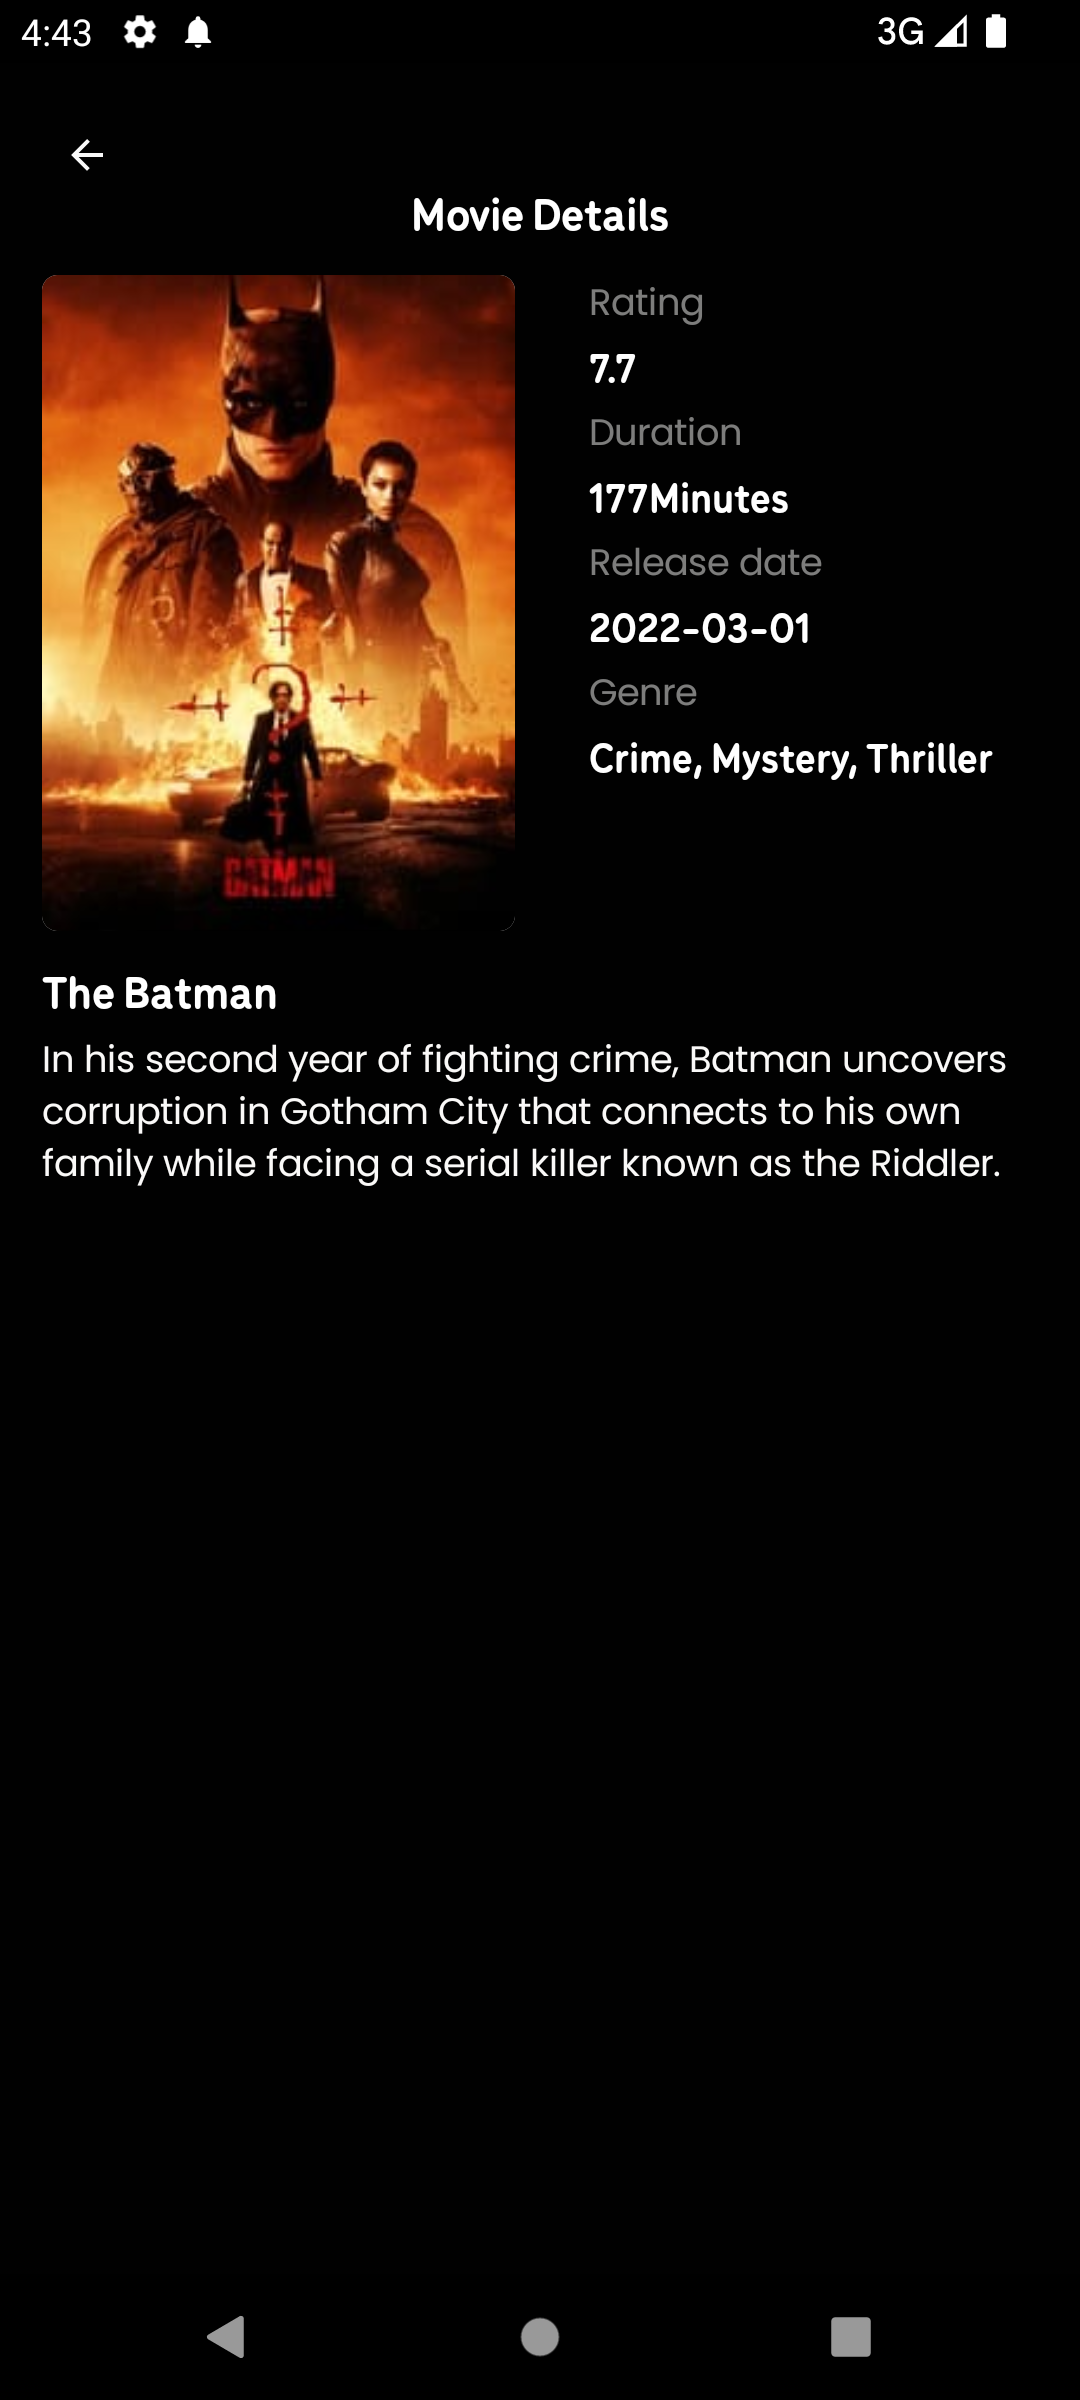 4:43
3G
Movie Details
Rating
7.7
Duration
177Minutes
Release date
2022-03-01
Genre
Crime, Mystery, Thriller
BATMAN
The Batman
In his second year of fighting crime, Batman uncovers
corruption in Gotham City that connects to his own
family while facing a serial killer known as the Riddler.